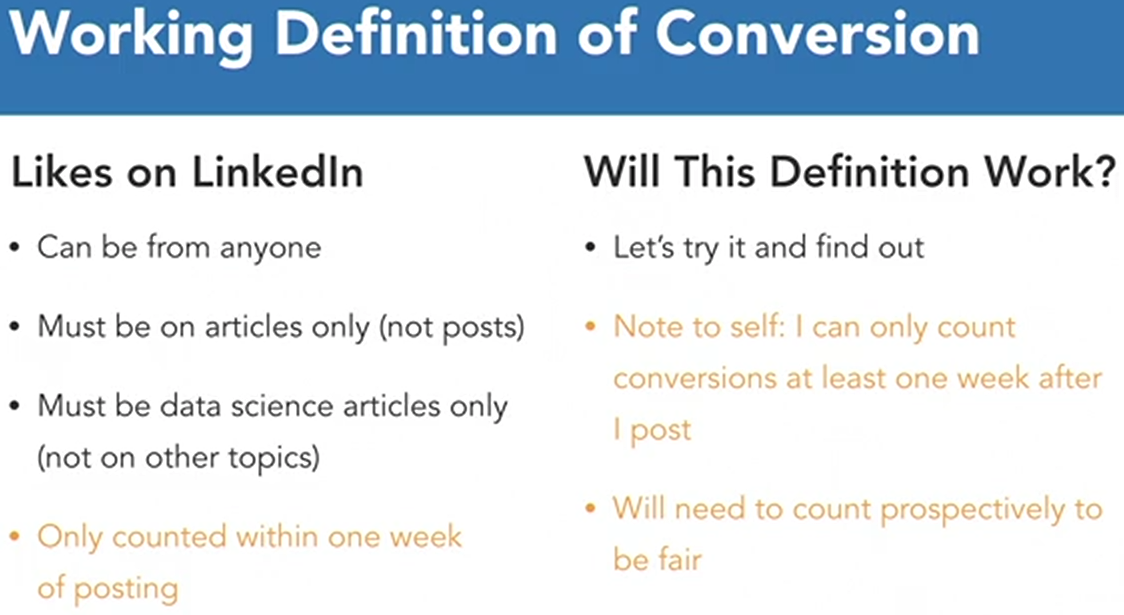 Working Definition of Conversion
Likes on LinkedIn
• Can be from anyone
• Must be on articles only (not posts)
• Must be data science articles only
(not on other topics)
• Only counted within one week
of posting
Will This Definition Work?
• Let’s try it and find out
• Note to self: I can only count
conversions at least one week after
I post
• Will need to count prospectively to
be fair